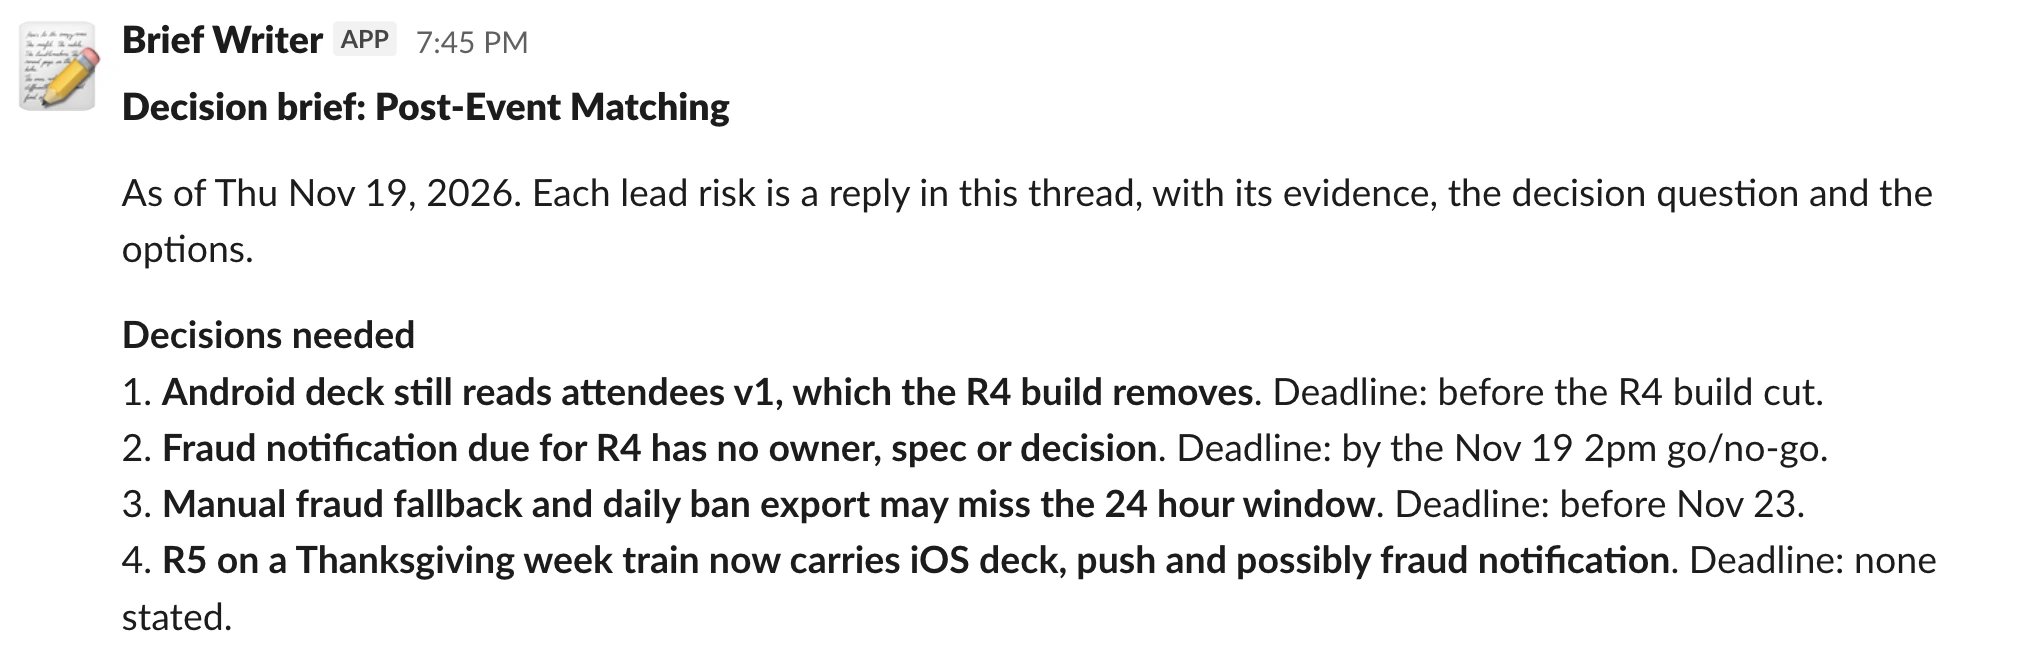 Brief Writer APP 7:45 PM
Decision brief: Post-Event Matching
As of Thu Nov 19, 2026. Each lead risk is a reply in this thread, with its evidence, the decision question and the
options.
Decisions needed
1. Android deck still reads attendees v1, which the R4 build removes. Deadline: before the R4 build cut.
2. Fraud notification due for R4 has no owner, spec or decision. Deadline: by the Nov 19 2pm go/no-go.
3. Manual fraud fallback and daily ban export may miss the 24 hour window. Deadline: before Nov 23.
4. R5 on a Thanksgiving week train now carries iOS deck, push and possibly fraud notification. Deadline: none
stated.